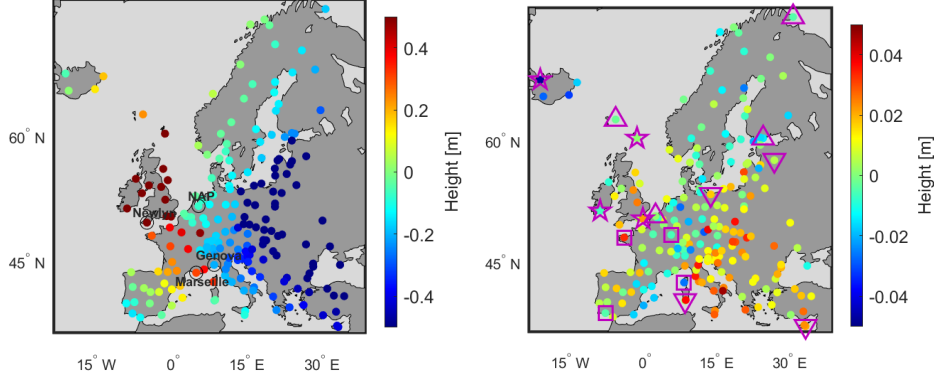 60° N
45° N
15° W
0°
15° E
30° E
NAP
Newlyn
Genova
Marseille
0.4
0.2
0
-0.2
-0.4
Height [m]
60° N
45° N
15° W
0°
15° E
30° E
0.04
0.02
0
-0.02
-0.04
Height [m]